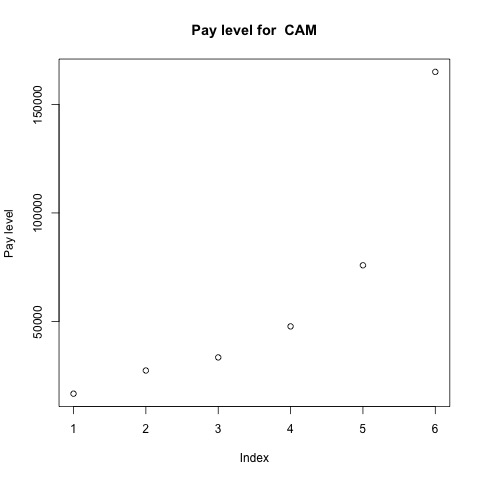 Pay level for  CAM
150000
100000
50000
Pay level
1 2 3 4 5 6
Index